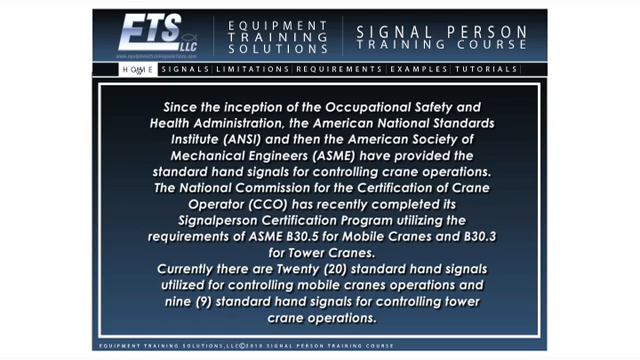 ETS
LLC
EQUIPMENT
TRAINING
SOLUTIONS
SIGNAL PERSON
TRAINING COURSE
HOME | SIGNALS | LIMITATIONS | REQUIREMENTS | EXAMPLES | TUTORIALS |
Since the inception of the Occupational Safety and
Health Administration, the American National Standards
Institute (ANSI) and then the American Society of
Mechanical Engineers (ASME) have provided the
standard hand signals for controlling crane operations.
The National Commission for the Certification of Crane
Operator (CCO) has recently completed its
Signalperson Certification Program utilizing the
requirements of ASME B30.5 for Mobile Cranes and B30.3
for Tower Cranes.
Currently there are Twenty (20) standard hand signals
utilized for controlling mobile cranes operations and
nine (9) standard hand signals for controlling tower
crane operations.
EQUIPMENT TRAINING SOLUTIONS,LLC©2010 SIGNAL PERSON TRAINING COURSE